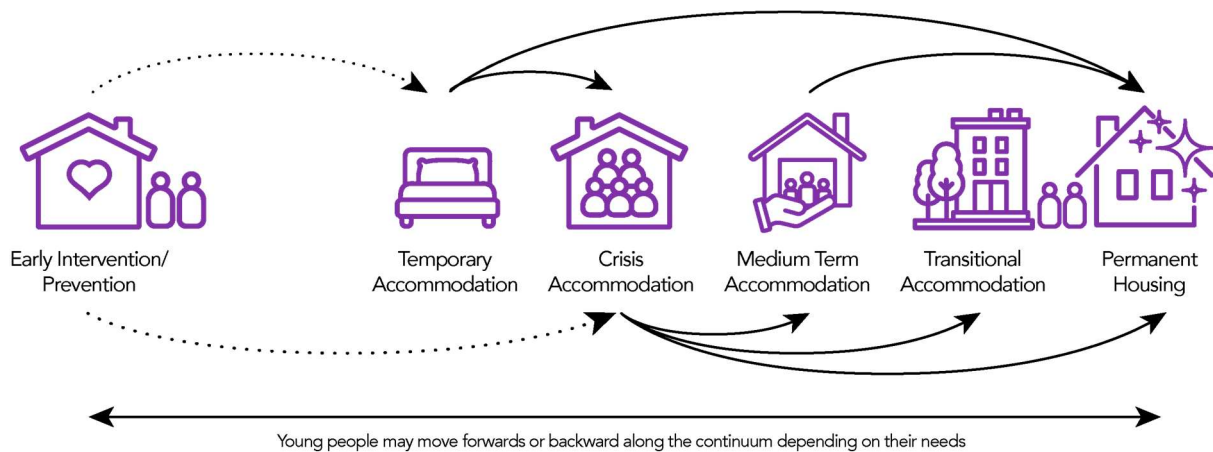 Early Intervention/
Prevention
Temporary
Accommodation
Crisis
Accommodation
Medium Term
Accommodation
Transitional
Accommodation
Permanent
Housing
Young people may move forwards or backward along the continuum depending on their needs